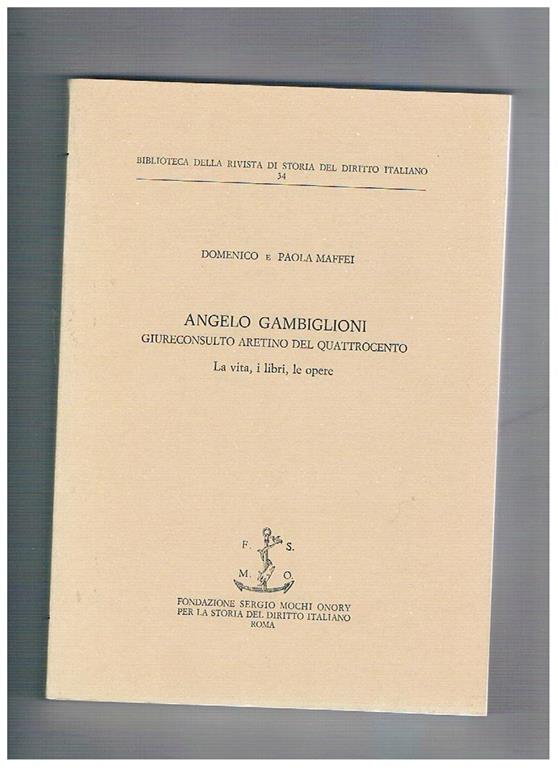 BIBLIOTECA DELLA RIVISTA DI STORIA DEL DIRITTO ITALIANO
34
DOMENICO E PAOLA MAFFEI
ANGELO GAMBIGLIONI
GIURECONSULTO ARETINO DEL QUATTROCENTO
La vita, i libri, le opere
F. S.
M. O.
FONDAZIONE SERGIO MOCHI ONORY
PER LA STORIA DEL DIRITTO ITALIANO
ROMA